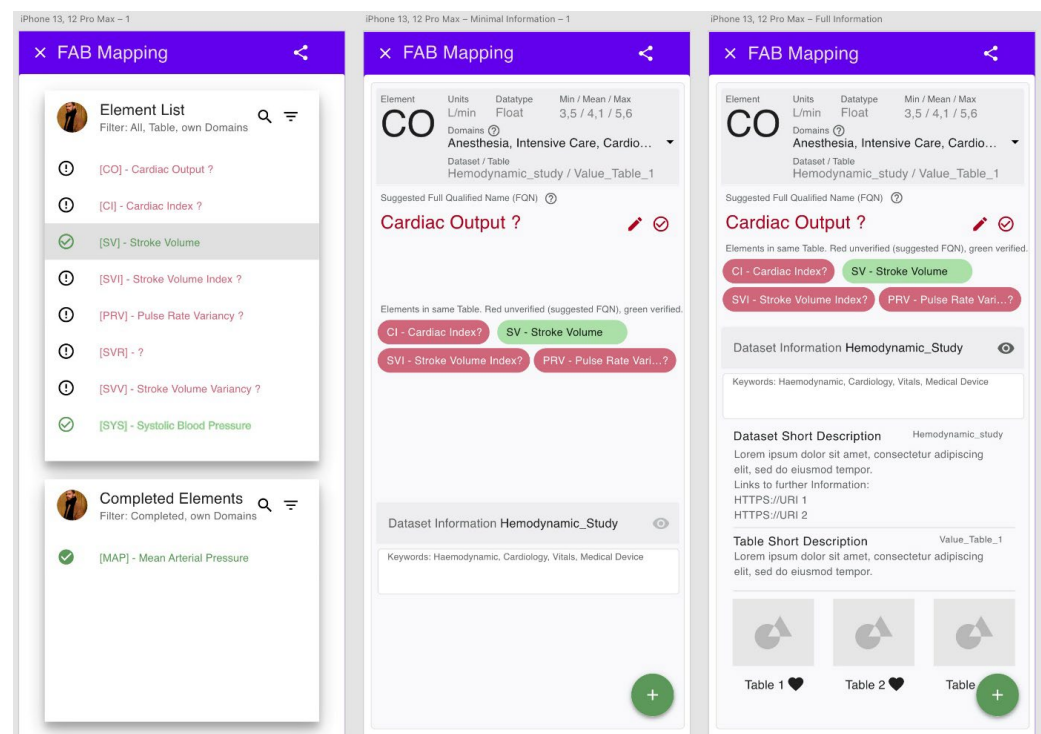 iPhone 13, 12 Pro Max – 1
FAB Mapping
Element List
Filter: All, Table, own Domains
[CO] - Cardiac Output ?
[CI] - Cardiac Index ?
[SV] - Stroke Volume
[SVI] - Stroke Volume Index ?
[PRV] - Pulse Rate Variancy ?
[SVR] - ?
[SVV] - Stroke Volume Variancy ?
[SYS] - Systolic Blood Pressure
Completed Elements
Filter: Completed, own Domains
[MAP] - Mean Arterial Pressure
iPhone 13, 12 Pro Max – Minimal Information – 1
FAB Mapping
Element Units Datatype Min / Mean / Max
CO L/min Float 3,5 / 4,1 / 5,6
Domains ?
Anesthesia, Intensive Care, Cardio...
Dataset / Table
Hemodynamic_study / Value_Table_1
Suggested Full Qualified Name (FQN) ?
Cardiac Output ?
Elements in same Table. Red unverified (suggested FQN), green verified.
CI - Cardiac Index? SV - Stroke Volume
SVI - Stroke Volume Index? PRV - Pulse Rate Vari...?
Dataset Information Hemodynamic_Study
Keywords: Haemodynamic, Cardiology, Vitals, Medical Device
+
iPhone 13, 12 Pro Max – Full Information
FAB Mapping
Element Units Datatype Min / Mean / Max
CO L/min Float 3,5 / 4,1 / 5,6
Domains ?
Anesthesia, Intensive Care, Cardio...
Dataset / Table
Hemodynamic_study / Value_Table_1
Suggested Full Qualified Name (FQN) ?
Cardiac Output ?
Elements in same Table. Red unverified (suggested FQN), green verified.
CI - Cardiac Index? SV - Stroke Volume
SVI - Stroke Volume Index? PRV - Pulse Rate Vari...?
Dataset Information Hemodynamic_Study
Keywords: Haemodynamic, Cardiology, Vitals, Medical Device
Dataset Short Description Hemodynamic_study
Lorem ipsum dolor sit amet, consectetur adipiscing
elit, sed do eiusmod tempor.
Links to further Information:
HTTPS://URI 1
HTTPS://URI 2
Table Short Description Value_Table_1
Lorem ipsum dolor sit amet, consectetur adipiscing
elit, sed do eiusmod tempor.
Table 1 Table 2 Table
+